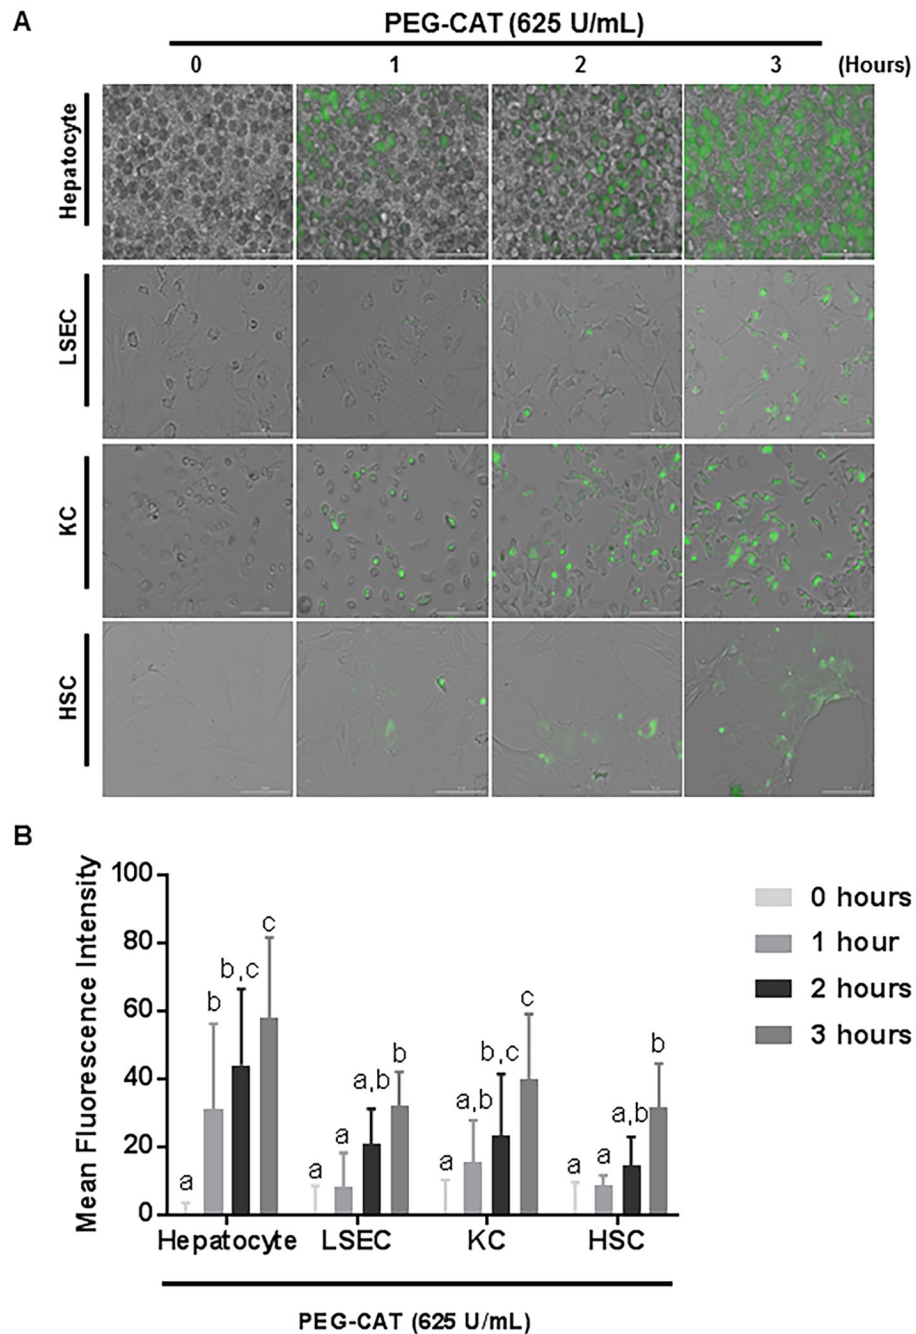 A
PEG-CAT (625 U/mL)
0 1 2 3 (Hours)
Hepatocyte
LSEC
KC
HSC
B
Mean Fluorescence Intensity
100
80
60
40
20
0
a b b,c c
a a a,b b
a a,b b,c c
a a a,b b
Hepatocyte LSEC KC HSC
PEG-CAT (625 U/mL)
0 hours
1 hour
2 hours
3 hours